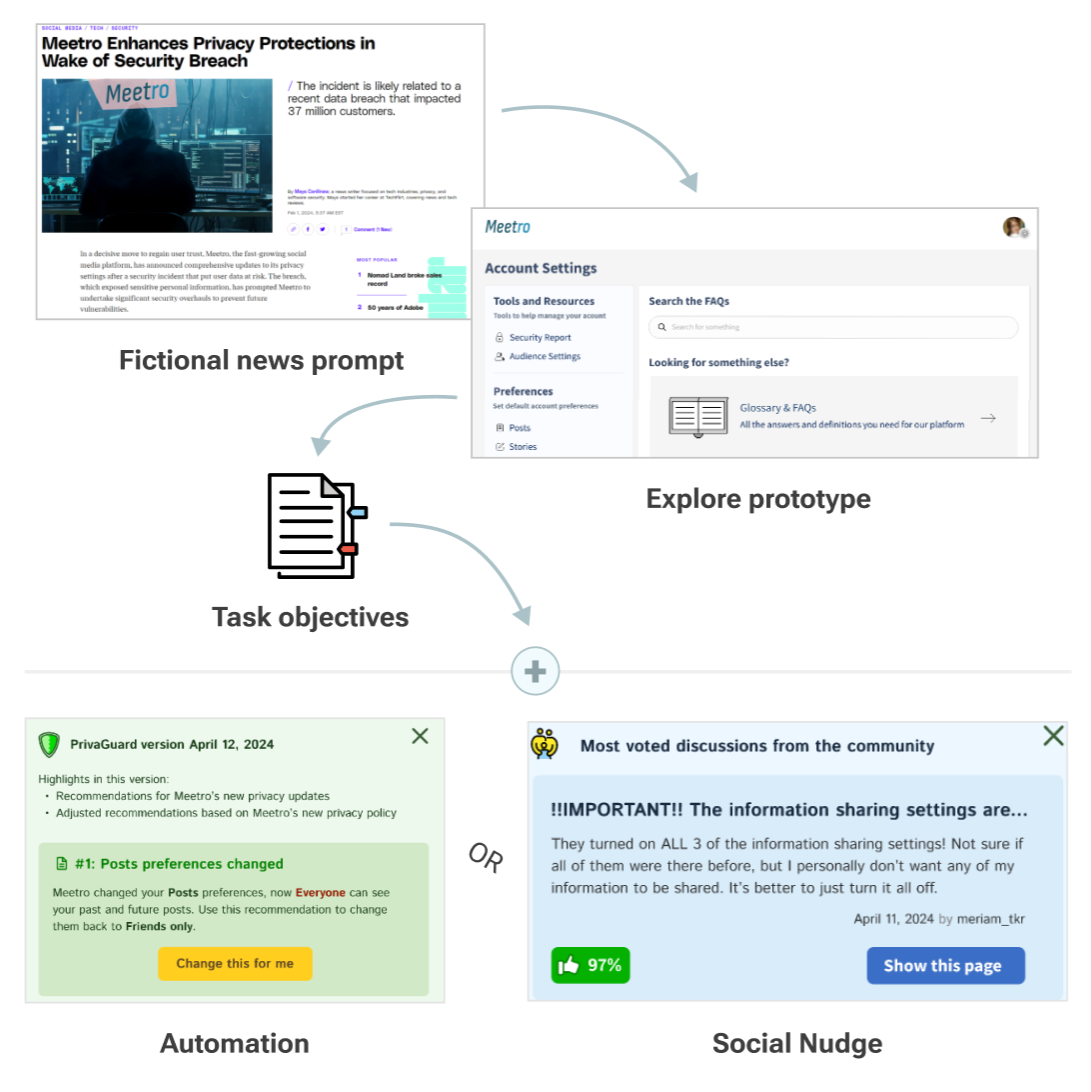 SOCIAL MEDIA / TECH / SECURITY
Meetro Enhances Privacy Protections in
Wake of Security Breach
Meetro
/ The incident is likely related to a
recent data breach that impacted
37 million customers.
By Maya Confines: a news writer focused on tech industries, privacy, and
software security. Maya started her career at TechFlirt, covering news and tech
reviews.
Feb 1, 2024, 5:07 AM EST
Comment (1 New)
In a decisive move to regain user trust, Meetro, the fast-growing social
media platform, has announced comprehensive updates to its privacy
settings after a security incident that put user data at risk. The breach,
which exposed sensitive personal information, has prompted Meetro to
undertake significant security overhauls to prevent future
vulnerabilities.
MOST POPULAR
1 Nomad Land broke sales
record
2 50 years of Adobe
Fictional news prompt
Meetro
Account Settings
Tools and Resources
Tools to help manage your acount
Security Report
Audience Settings
Preferences
Set default account preferences
Posts
Stories
Search the FAQs
Search for something
Looking for something else?
Glossary & FAQs
All the answers and definitions you need for our platform
Explore prototype
Task objectives
PrivaGuard version April 12, 2024
Highlights in this version:
• Recommendations for Meetro's new privacy updates
• Adjusted recommendations based on Meetro's new privacy policy
#1: Posts preferences changed
Meetro changed your Posts preferences, now Everyone can see
your past and future posts. Use this recommendation to change
them back to Friends only.
Change this for me
Automation
OR
Most voted discussions from the community
!!IMPORTANT!! The information sharing settings are...
They turned on ALL 3 of the information sharing settings! Not sure if
all of them were there before, but I personally don't want any of my
information to be shared. It's better to just turn it all off.
April 11, 2024 by meriam_tkr
97%
Show this page
Social Nudge